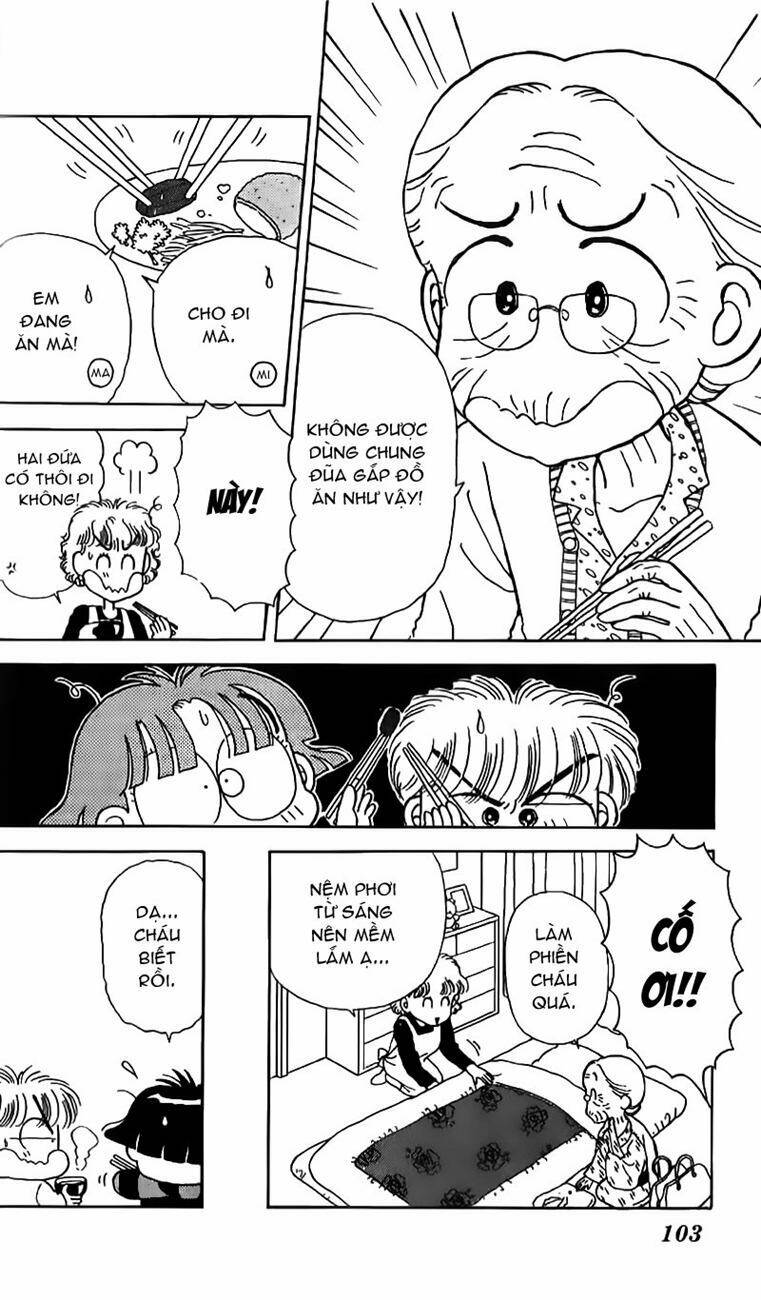 KHÔNG ĐƯỢC
DÙNG CHUNG
ĐŨA GẮP ĐỒ
ĂN NHƯ VẬY!
CHO ĐI
MÀ.
MI
EM
ĐANG
ĂN MÀ!
MA
NÀY!
HAI ĐỨA
CÓ THÔI ĐI
KHÔNG!
CỐ
ƠI!!
LÀM
PHIỀN
CHÁU
QUÁ.
NỆM PHƠI
TỪ SÁNG
NÊN MỀM
LẮM Ạ...
DẠ...
CHÁU
BIẾT
RỒI.
103